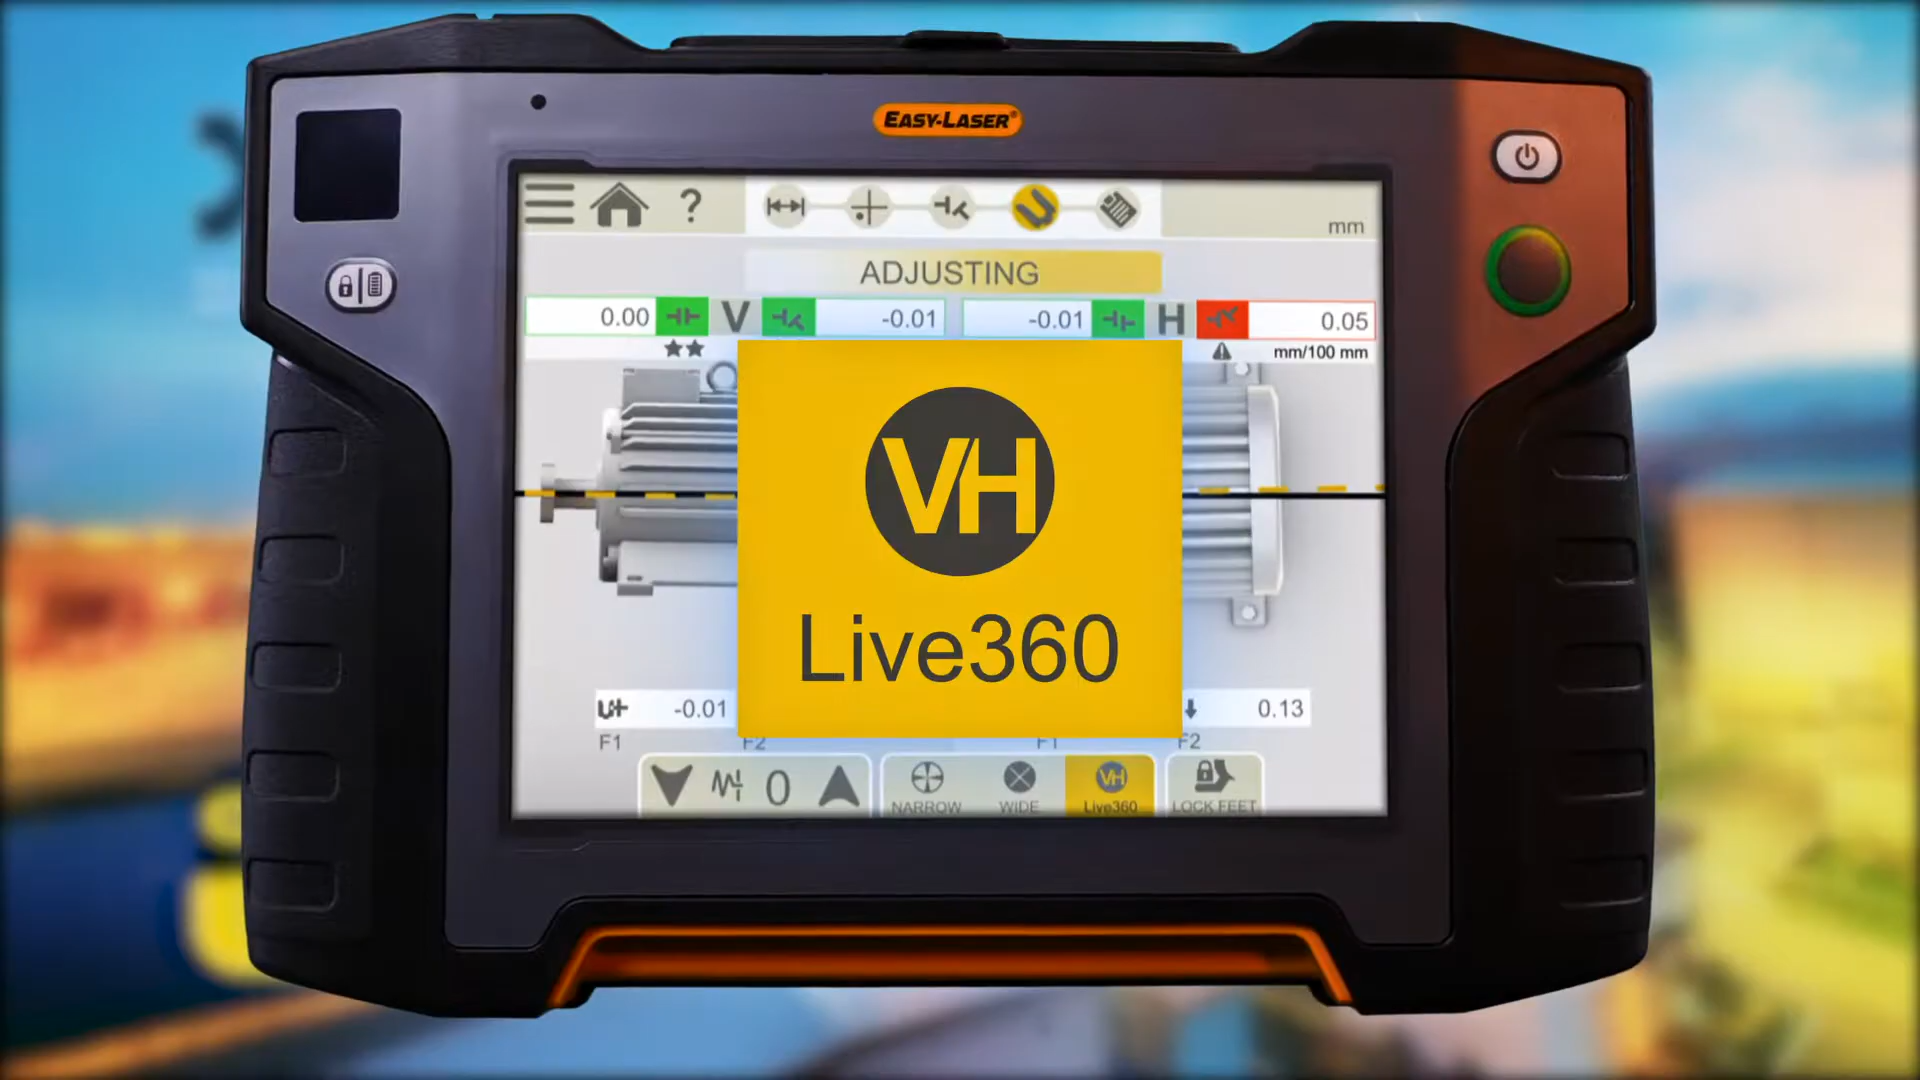 EASY-LASER®
?
mm
ADJUSTING
0.00 V -0.01 -0.01 H 0.05
mm/100 mm
VH
Live360
-0.01 0.13
F1 F2 F1 F2
0
VH
NARROW WIDE Live360 LOCK FEET